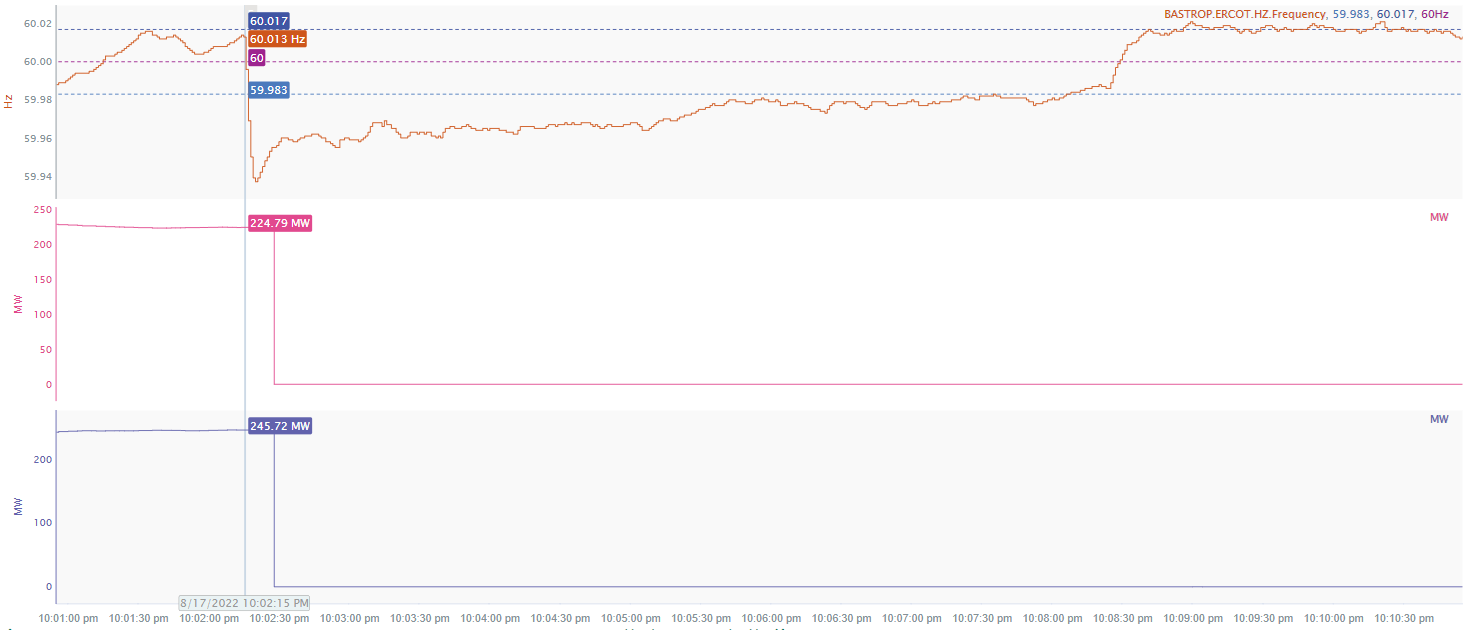 BASTROP.ERCOT.HZ.Frequency, 59.983, 60.017, 60Hz
60.02
60.00
59.98
59.96
59.94
Hz
60.017
60.013 Hz
60
59.983
MW
250
200
150
100
50
0
MW
224.79 MW
MW
200
100
0
MW
245.72 MW
8/17/2022 10:02:15 PM
10:01:00 pm 10:01:30 pm 10:02:00 pm 10:02:30 pm 10:03:00 pm 10:03:30 pm 10:04:00 pm 10:04:30 pm 10:05:00 pm 10:05:30 pm 10:06:00 pm 10:06:30 pm 10:07:00 pm 10:07:30 pm 10:08:00 pm 10:08:30 pm 10:09:00 pm 10:09:30 pm 10:10:00 pm 10:10:30 pm